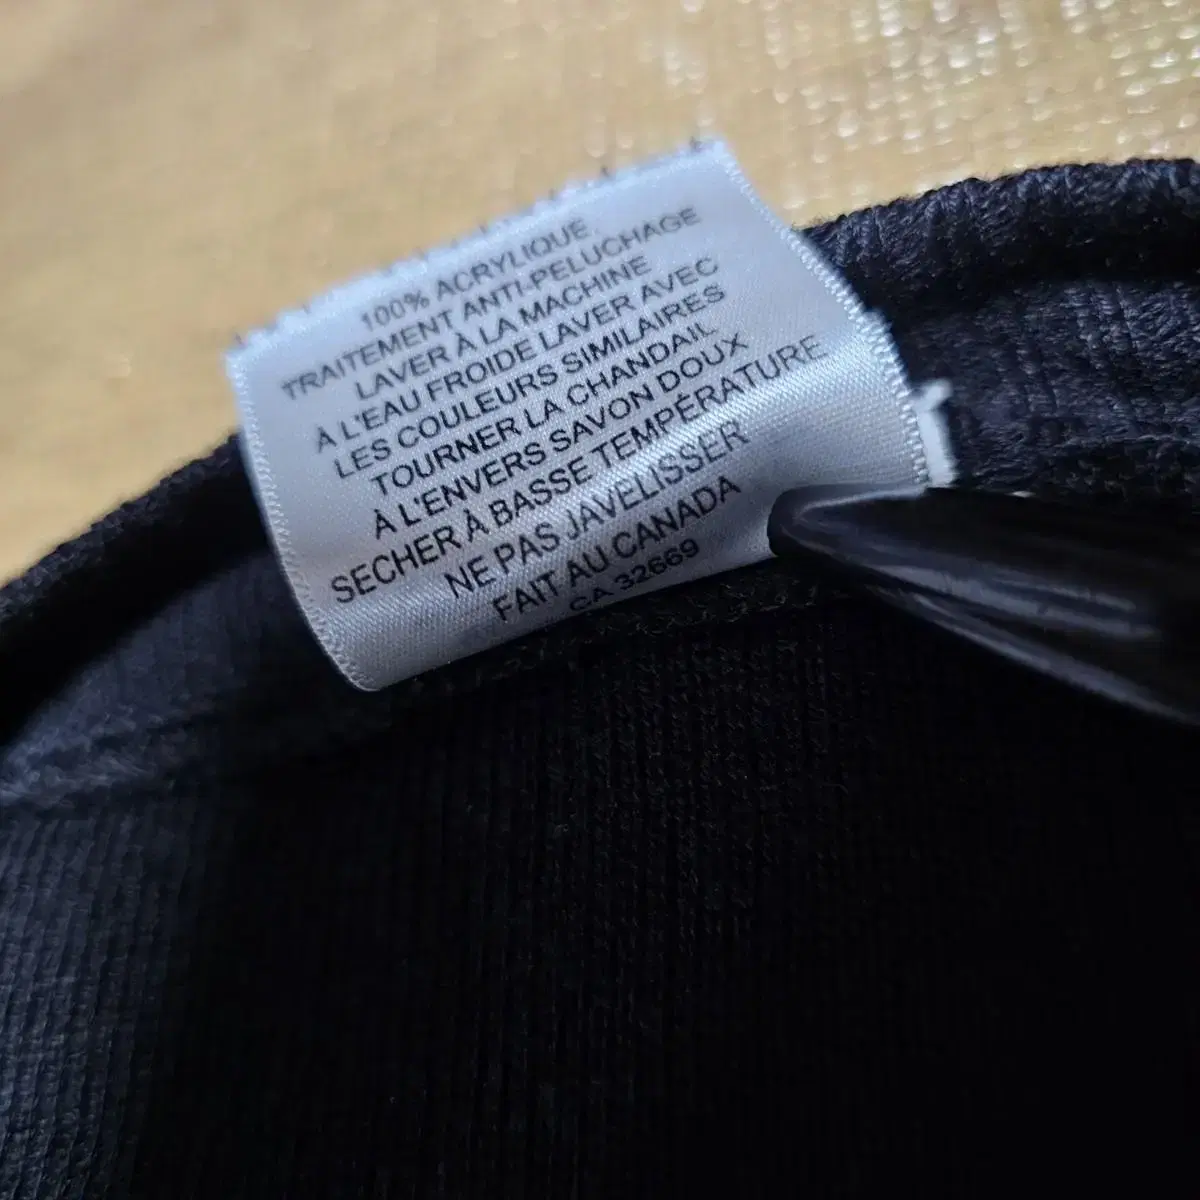 100% ACRYLIQUE
TRAITEMENT ANTI-PELUCHAGE
LAVER À LA MACHINE
À L'EAU FROIDE LAVER AVEC
LES COULEURS SIMILAIRES
TOURNER LA CHANDAIL
À L'ENVERS SAVON DOUX
SECHER À BASSE TEMPÉRATURE
NE PAS JAVELISSER
FAIT AU CANADA
CA 32669